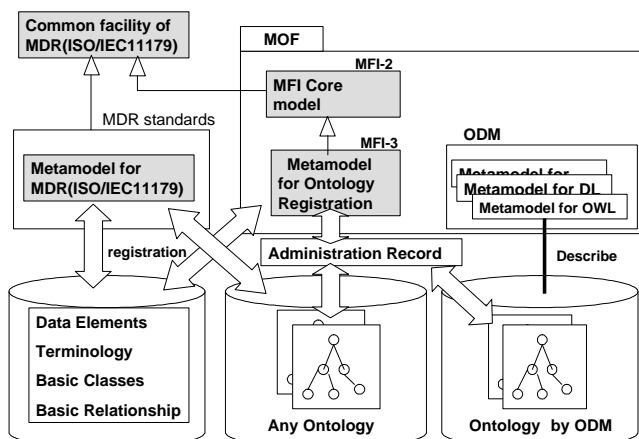 Common facility of
MDR(ISO/IEC11179)
MOF
MFI-2
MFI Core
model
MDR standards
MFI-3
ODM
Metamodel for
MDR(ISO/IEC11179)
Metamodel
for Ontology
Registration
Metamodel for
Metamodel for DL
Metamodel for OWL
registration
Administration Record
Describe
Data Elements
Terminology
Basic Classes
Basic Relationship
Any Ontology
Ontology by ODM